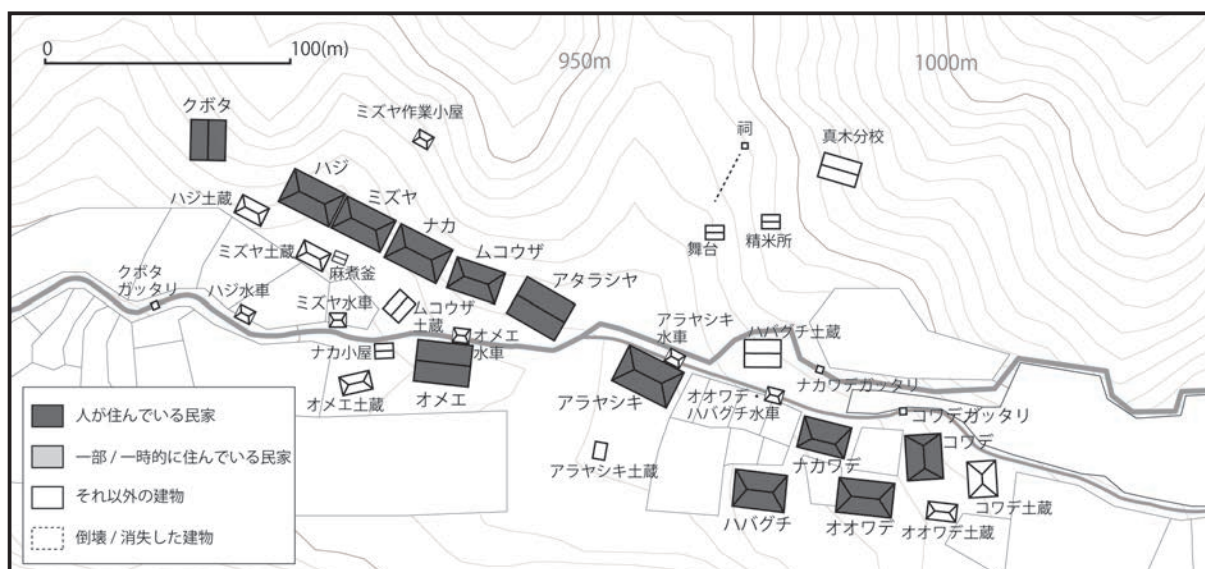 0
100(m)
950m
1000m
クボタ
ミズヤ作業小屋
祠
真木分校
ハジ
ハジ土蔵
ミズヤ
ナカ
舞台
精米所
ミズヤ土蔵
麻煮釜
ムコウザ
アタラシヤ
クボタ
ガッタリ
ハジ水車
ミズヤ水車
ムコウザ
土蔵
オメエ
水車
アラヤシキ
水車
ハバグチ土蔵
ナカ小屋
オメエ土蔵
オメエ
アラヤシキ
ナカワデガッタリ
オオワデ・
ハバグチ水車
コワデガッタリ
アラヤシキ土蔵
ナカワデ
コワデ
ハバグチ
オオワデ
オオワデ土蔵
コワデ土蔵
人が住んでいる民家
一部 / 一時的に住んでいる民家
それ以外の建物
倒壊 / 消失した建物